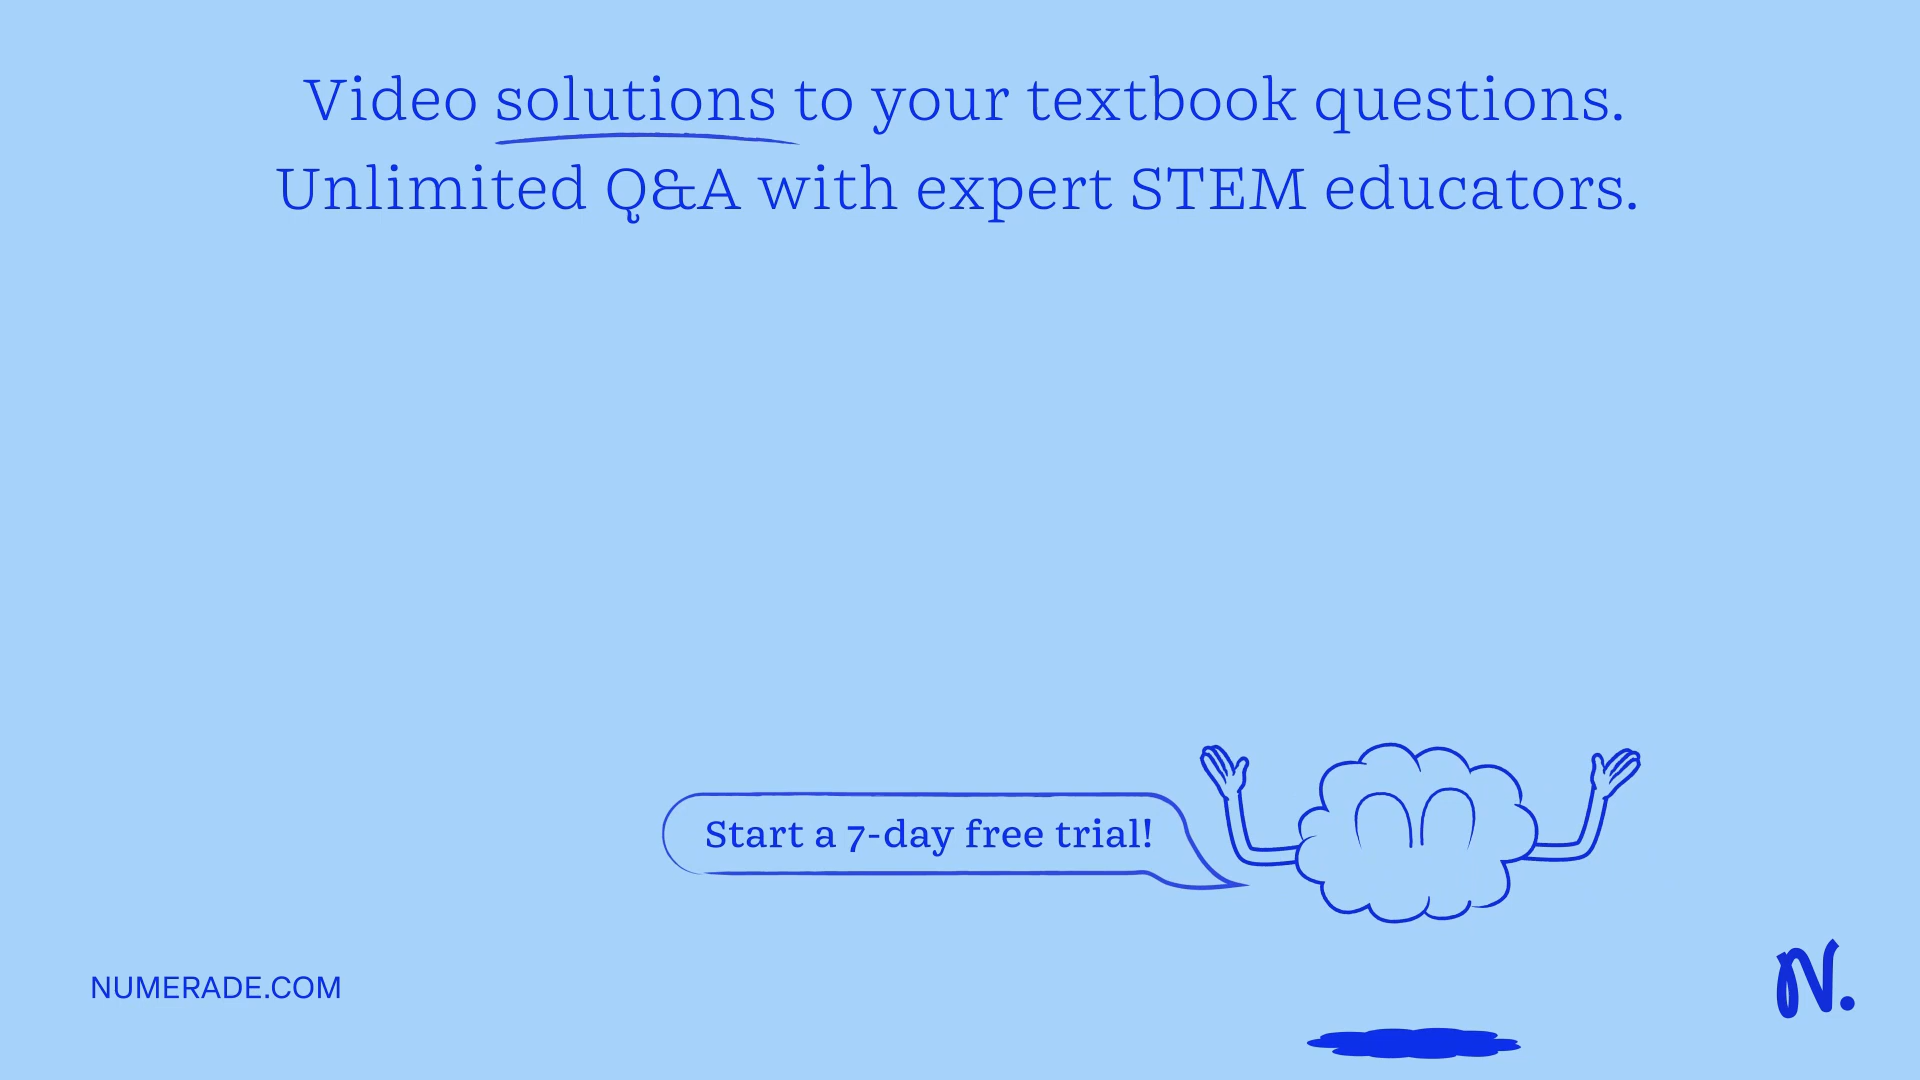 Video solutions to your textbook questions.
Unlimited Q&A with expert STEM educators.
Start a 7-day free trial!
NUMERADE.COM
N.